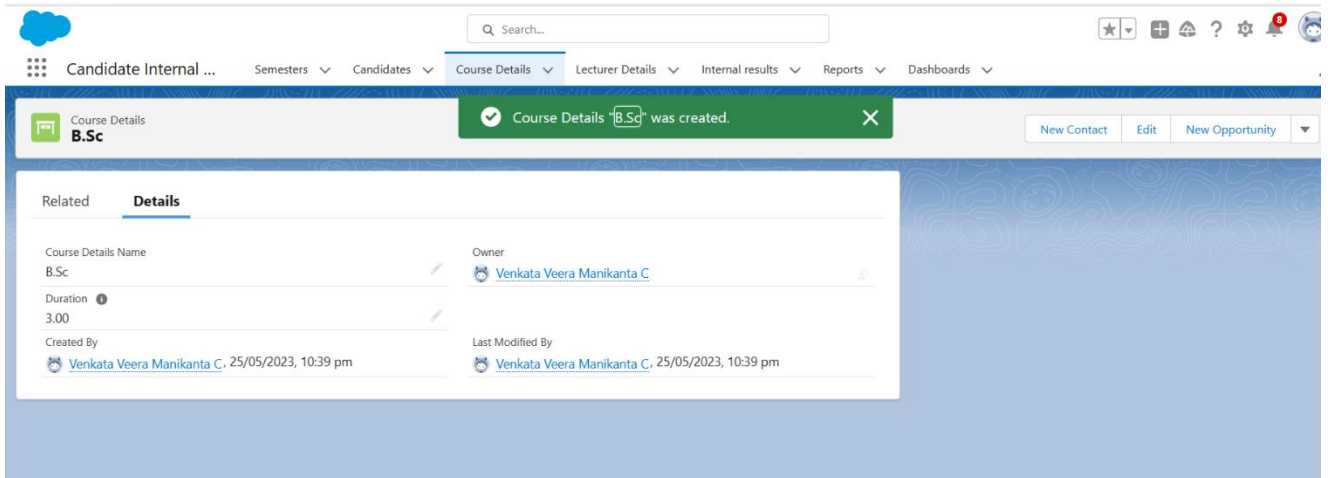 Search...
8
Candidate Internal ...
Semesters
Candidates
Course Details
Lecturer Details
Internal results
Reports
Dashboards
Course Details "B.Sc" was created.
Course Details
B.Sc
New Contact
Edit
New Opportunity
Related
Details
Course Details Name
B.Sc
Owner
Venkata Veera Manikanta C
Duration
3.00
Created By
Venkata Veera Manikanta C, 25/05/2023, 10:39 pm
Last Modified By
Venkata Veera Manikanta C, 25/05/2023, 10:39 pm